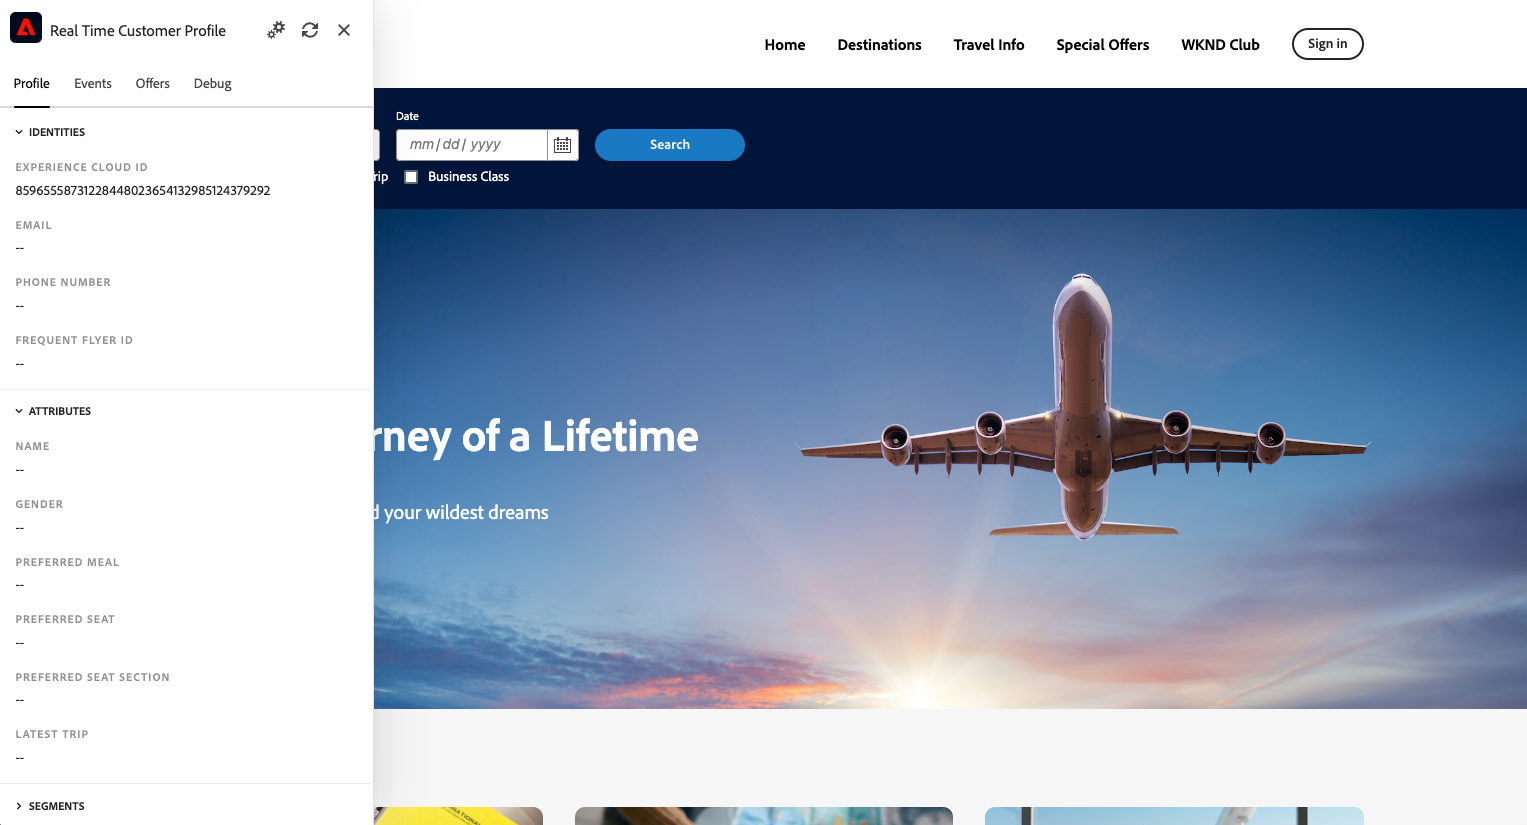 Real Time Customer Profile
Profile
Events
Offers
Debug
IDENTITIES
EXPERIENCE CLOUD ID
85965558731228448023654132985124379292
EMAIL
--
PHONE NUMBER
--
FREQUENT FLYER ID
--
ATTRIBUTES
NAME
--
GENDER
--
PREFERRED MEAL
--
PREFERRED SEAT
--
PREFERRED SEAT SECTION
--
LATEST TRIP
--
SEGMENTS
Home
Destinations
Travel Info
Special Offers
WKND Club
Sign in
Date
mm/dd/yyyy
Search
rip
Business Class
rney of a Lifetime
d your wildest dreams